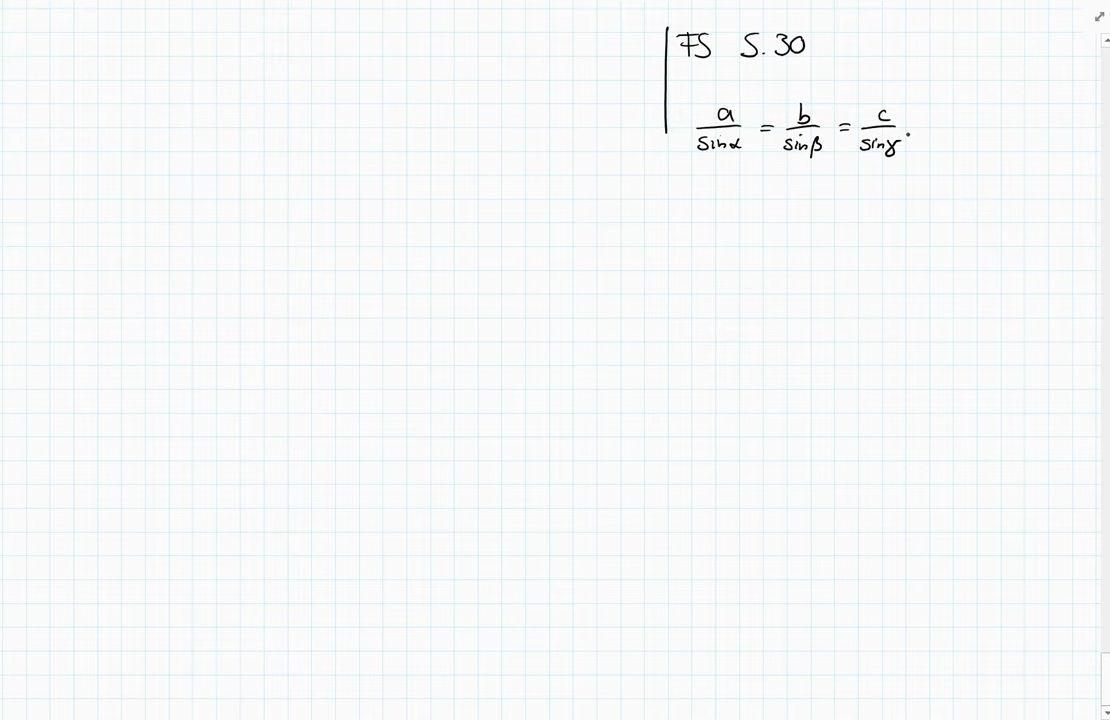 FS S. 30
a/sinα = b/sinβ = c/sinγ .